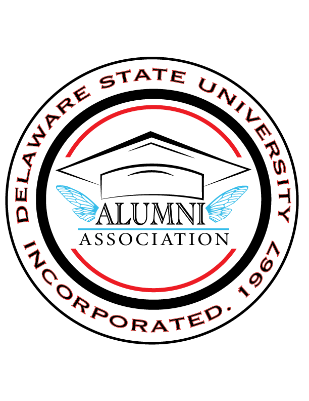 DELAWARE STATE UNIVERSITY
ALUMNI
ASSOCIATION
INCORPORATED. 1967